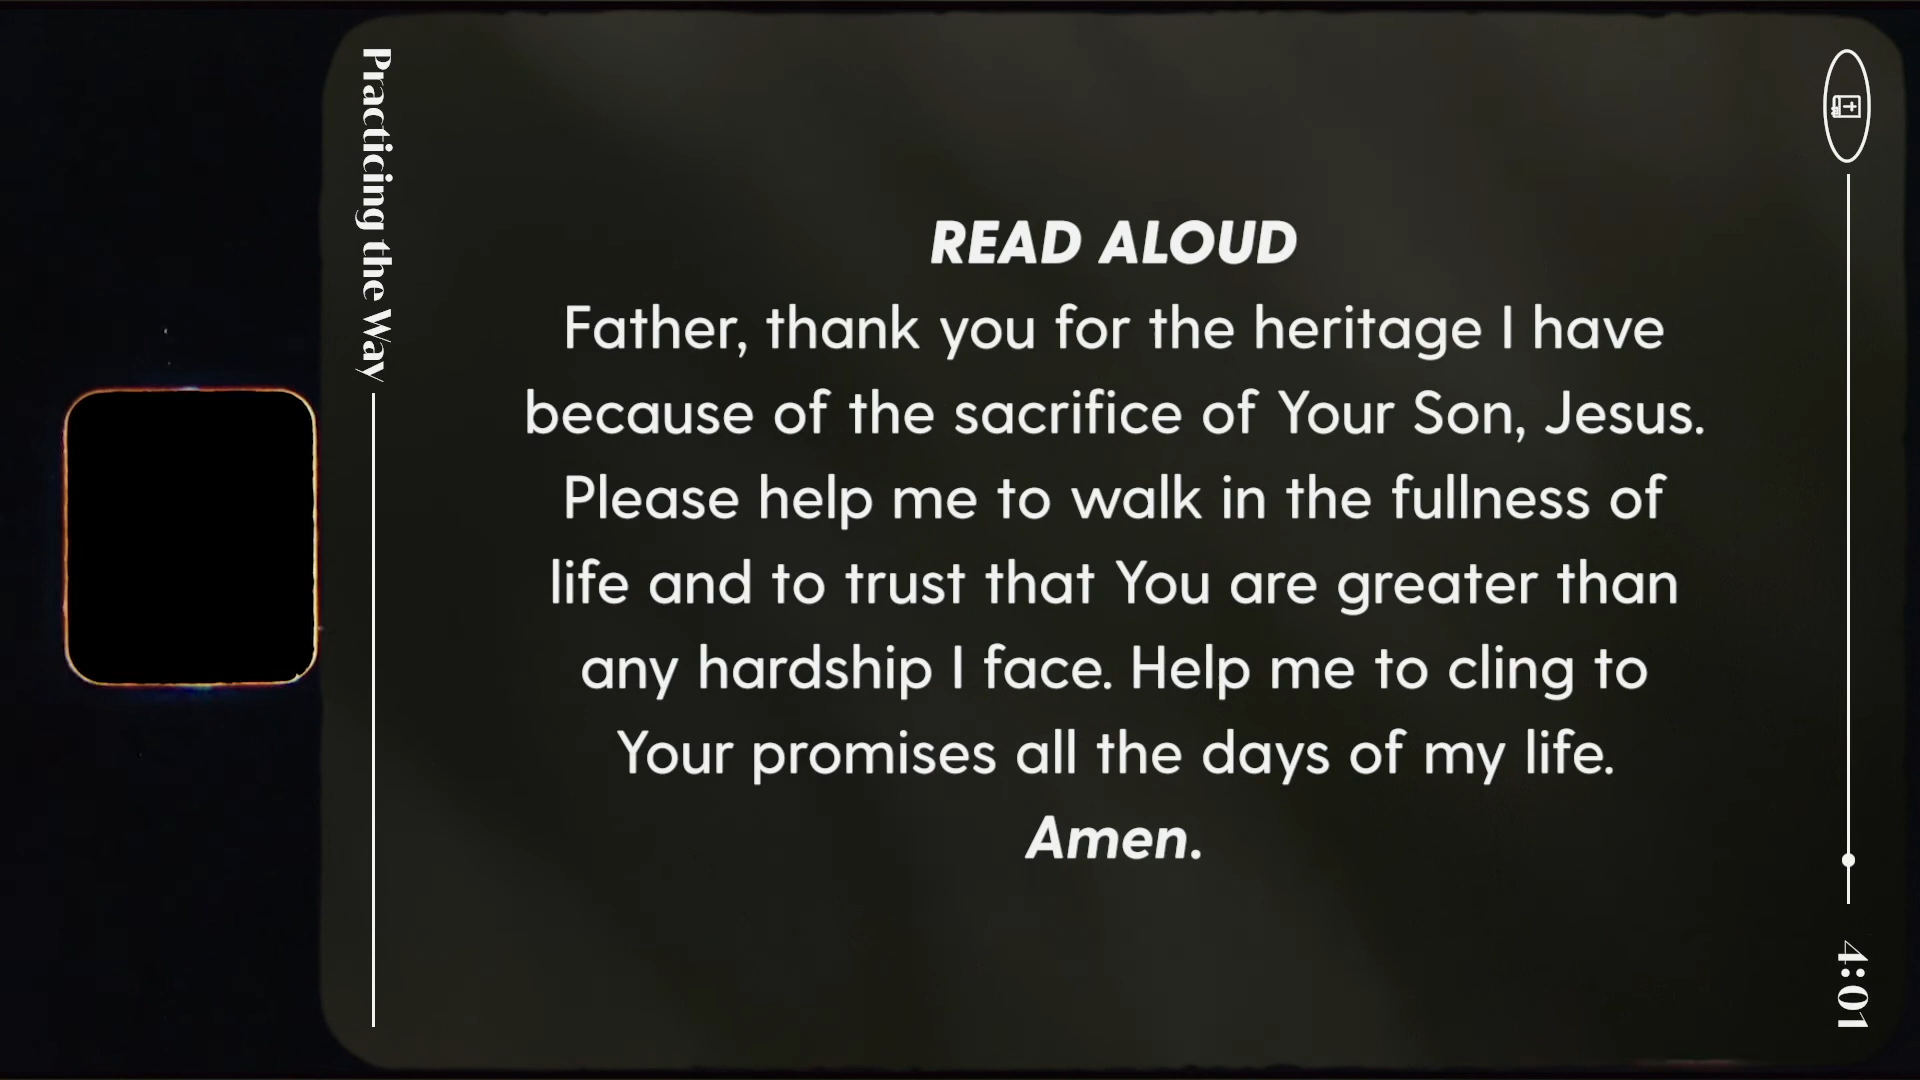 Practicing the Way
READ ALOUD
Father, thank you for the heritage I have
because of the sacrifice of Your Son, Jesus.
Please help me to walk in the fullness of
life and to trust that You are greater than
any hardship I face. Help me to cling to
Your promises all the days of my life.
Amen.
4:01